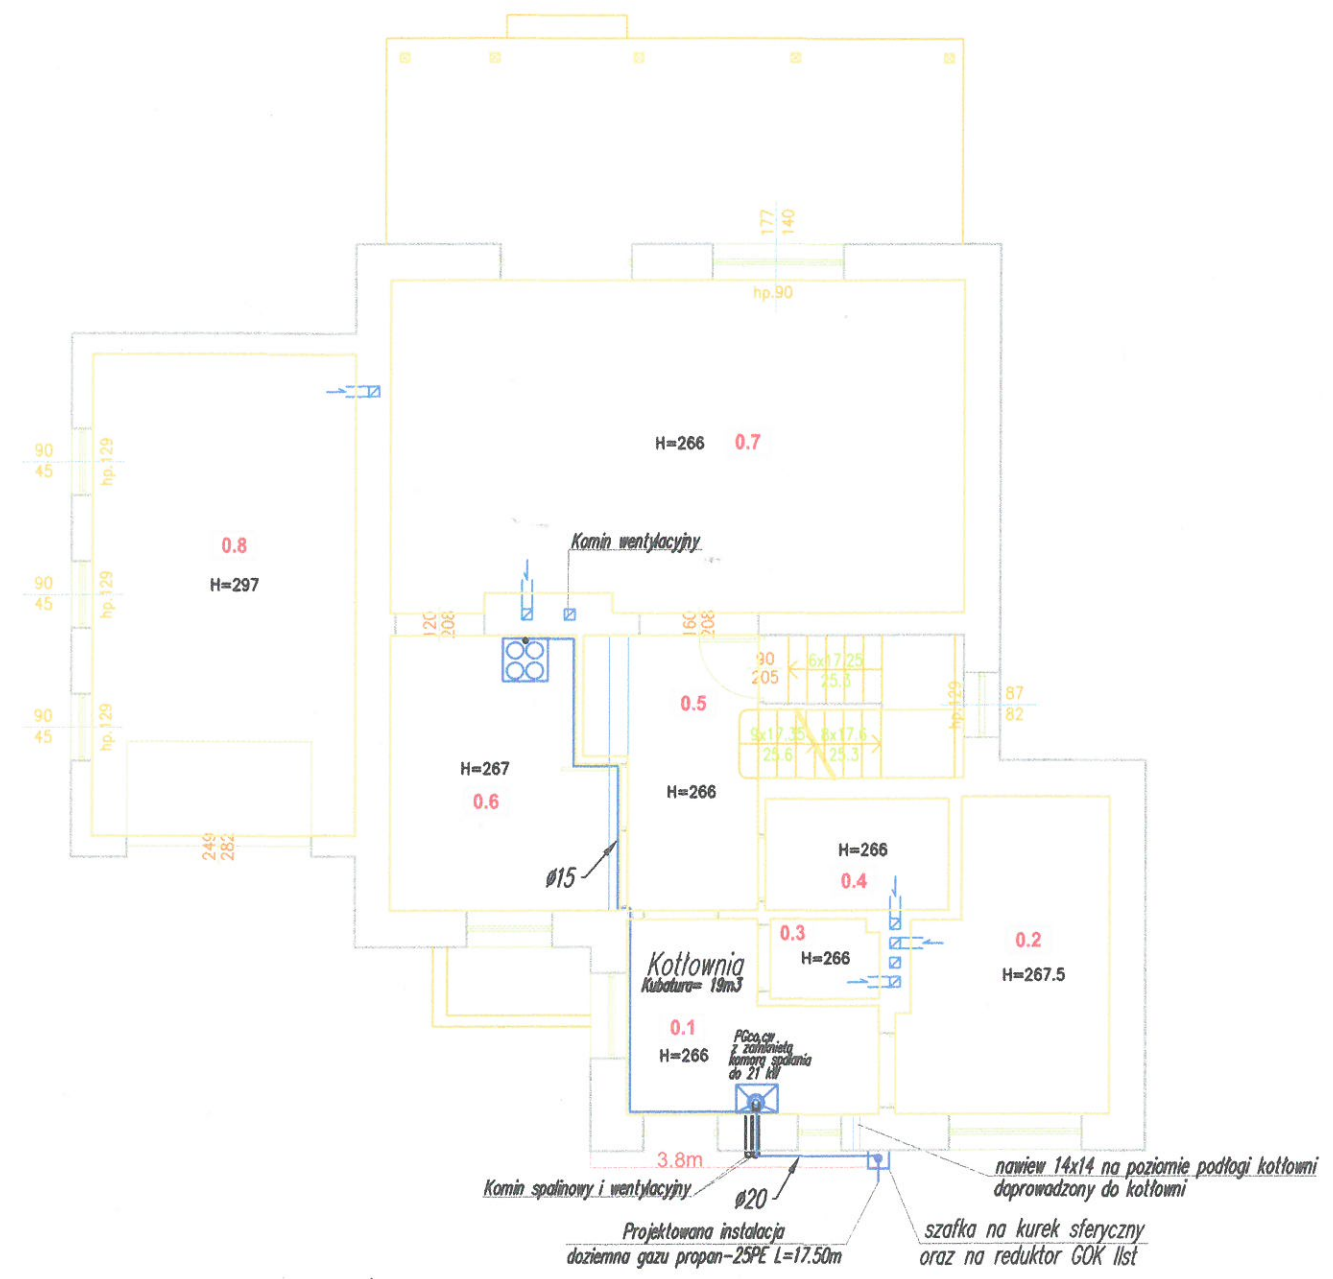 177
140
hp.90
H=266 0.7
90
45
hp.129
0.8
H=297
Komin wentylacyjny
90
45
hp.129
120
208
160
208
90
205
6x17.25
25.3
hp.129
87
82
0.5
90
45
hp.129
9x17.35
25.6
8x17.6
25.3
H=267
0.6
H=266
249
282
ø15
H=266
0.4
0.3
H=266
0.2
H=267.5
Kotłownia
Kubatura= 19m3
0.1
H=266
PGco,cw
z zamkniętą
komorą spalania
do 21 kW
3.8m
Komin spalinowy i wentylacyjny
ø20
nawiew 14x14 na poziomie podłogi kotłowni
doprowadzony do kotłowni
Projektowana instalacja
doziemna gazu propan-25PE L=17.50m
szafka na kurek sferyczny
oraz na reduktor GOK IIst